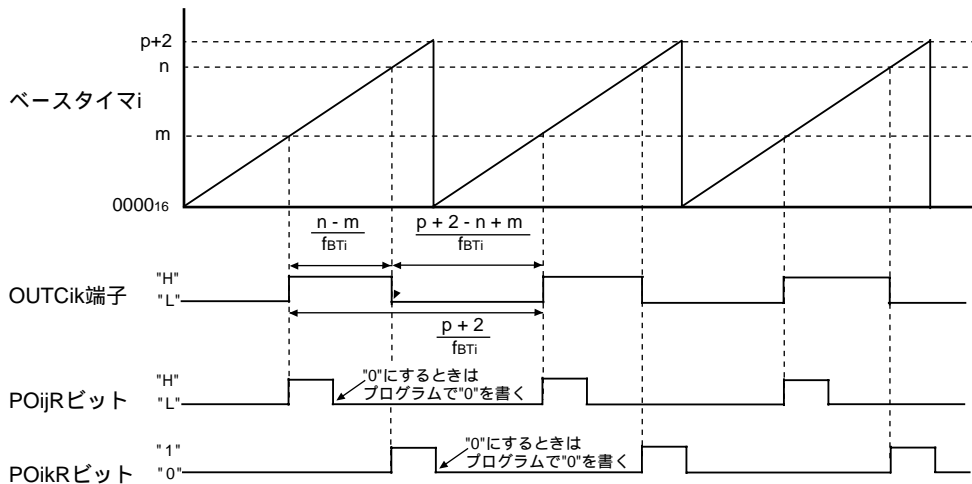 p+2
n
ベースタイマi
m
0000₁₆
n - m
fBTi
p + 2 - n + m
fBTi
"H"
OUTCik端子
"L"
p + 2
fBTi
"H"
POijRビット
"L"
"0"にするときは
プログラムで"0"を書く
"1"
POikRビット
"0"
"0"にするときは
プログラムで"0"を書く